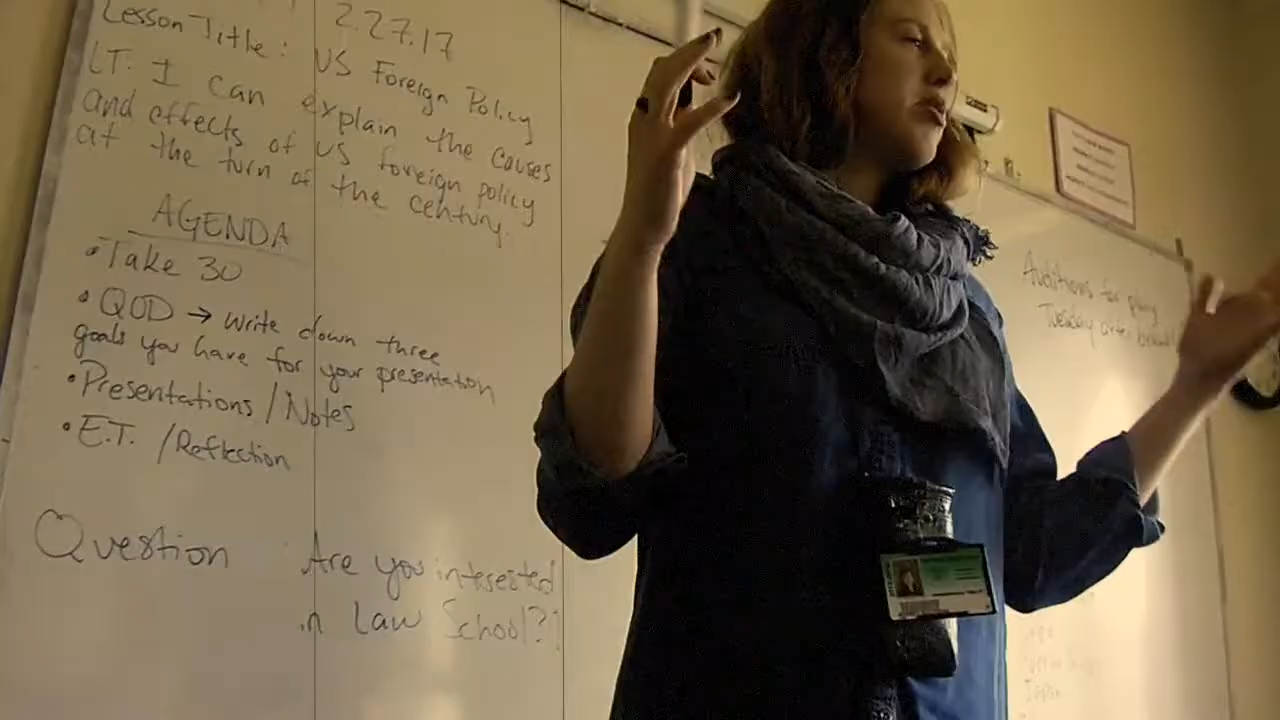 2.27.17
Lesson Title: US Foreign Policy
LT: I can explain the causes
and effects of US foreign policy
at the turn of the century.
AGENDA
• Take 30
• QOD → write down three
goals you have for your presentation
• Presentations / Notes
• E.T. / Reflection
Question Are you interested
in Law School?
Auditions for play
Tuesday after